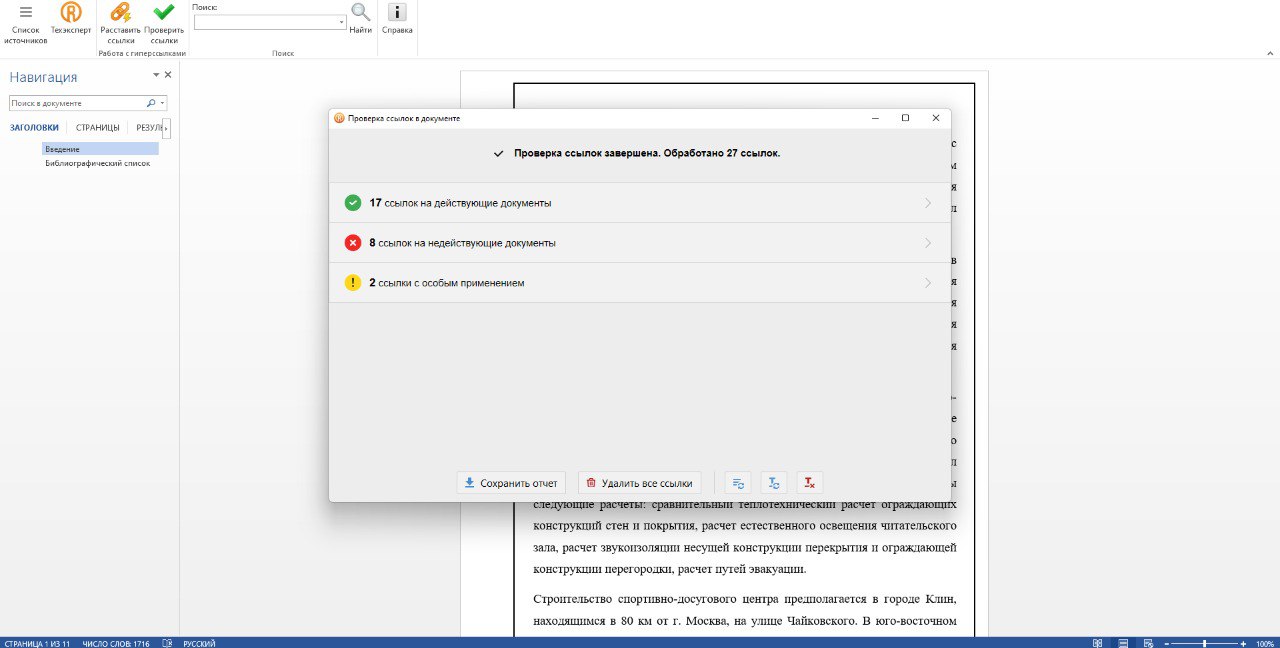 Список источников
Техэксперт
Расставить ссылки
Проверить ссылки
Работа с гиперссылками
Поиск:
Найти
Поиск
Справка
Навигация
Поиск в документе
ЗАГОЛОВКИ
СТРАНИЦЫ
РЕЗУЛЬ
Введение
Библиографический список
Проверка ссылок в документе
Проверка ссылок завершена. Обработано 27 ссылок.
17 ссылок на действующие документы
8 ссылок на недействующие документы
2 ссылки с особым применением
Сохранить отчет
Удалить все ссылки
следующие расчеты: сравнительный теплотехнический расчет ограждающих
конструкций стен и покрытия, расчет естественного освещения читательского
зала, расчет звукоизоляции несущей конструкции перекрытия и ограждающей
конструкции перегородки, расчет путей эвакуации.
Строительство спортивно-досугового центра предполагается в городе Клин,
находящимся в 80 км от г. Москва, на улице Чайковского. В юго-восточном
СТРАНИЦА 1 ИЗ 11
ЧИСЛО СЛОВ: 1716
РУССКИЙ
100%